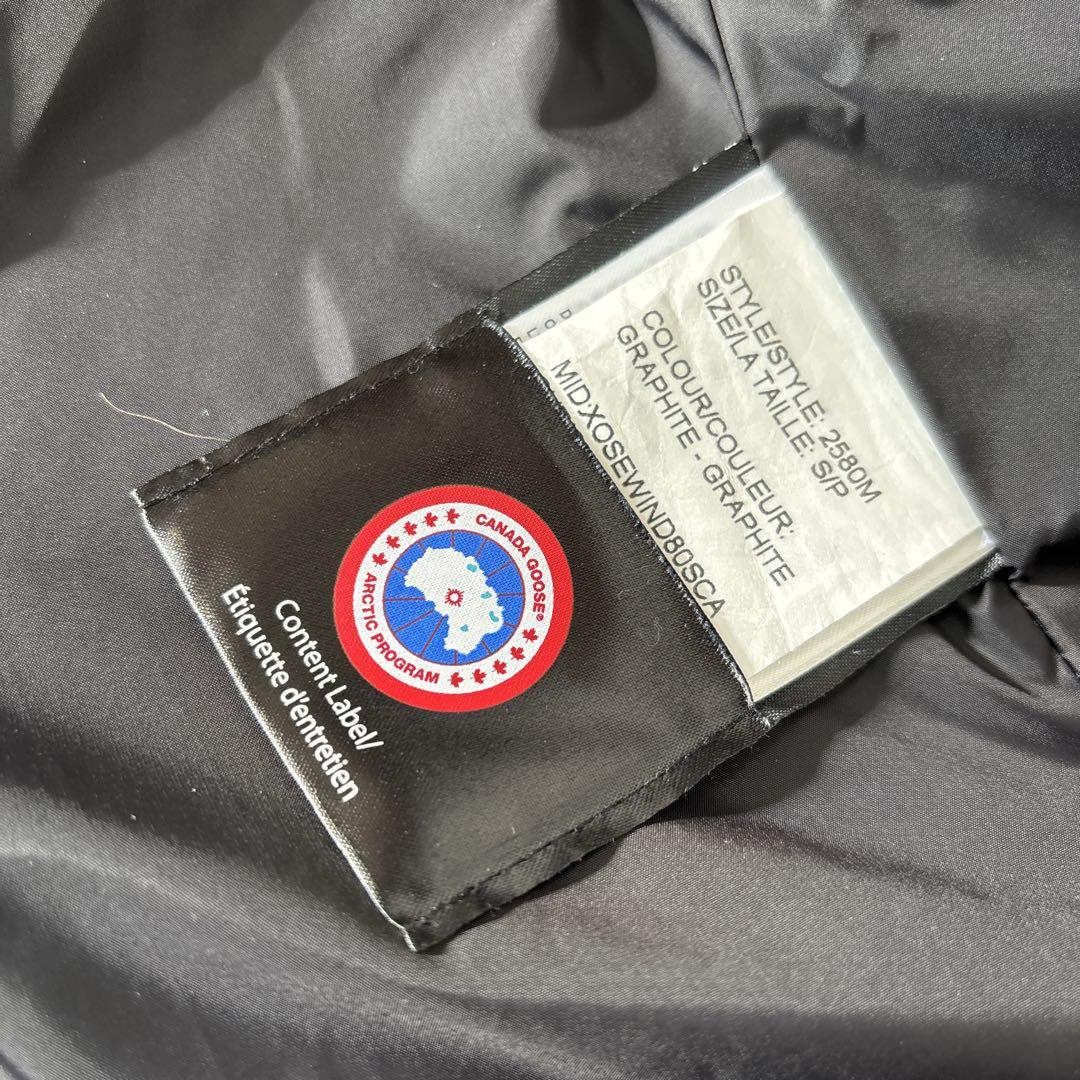 STYLE/STYLE: 2580M
SIZE/LA TAILLE: S/P
COLOUR/COULEUR:
GRAPHITE - GRAPHITE
MID:XOSEWIND80SCA
CANADA GOOSE®
ARCTIC PROGRAM
Content Label/
Étiquette d'entretien